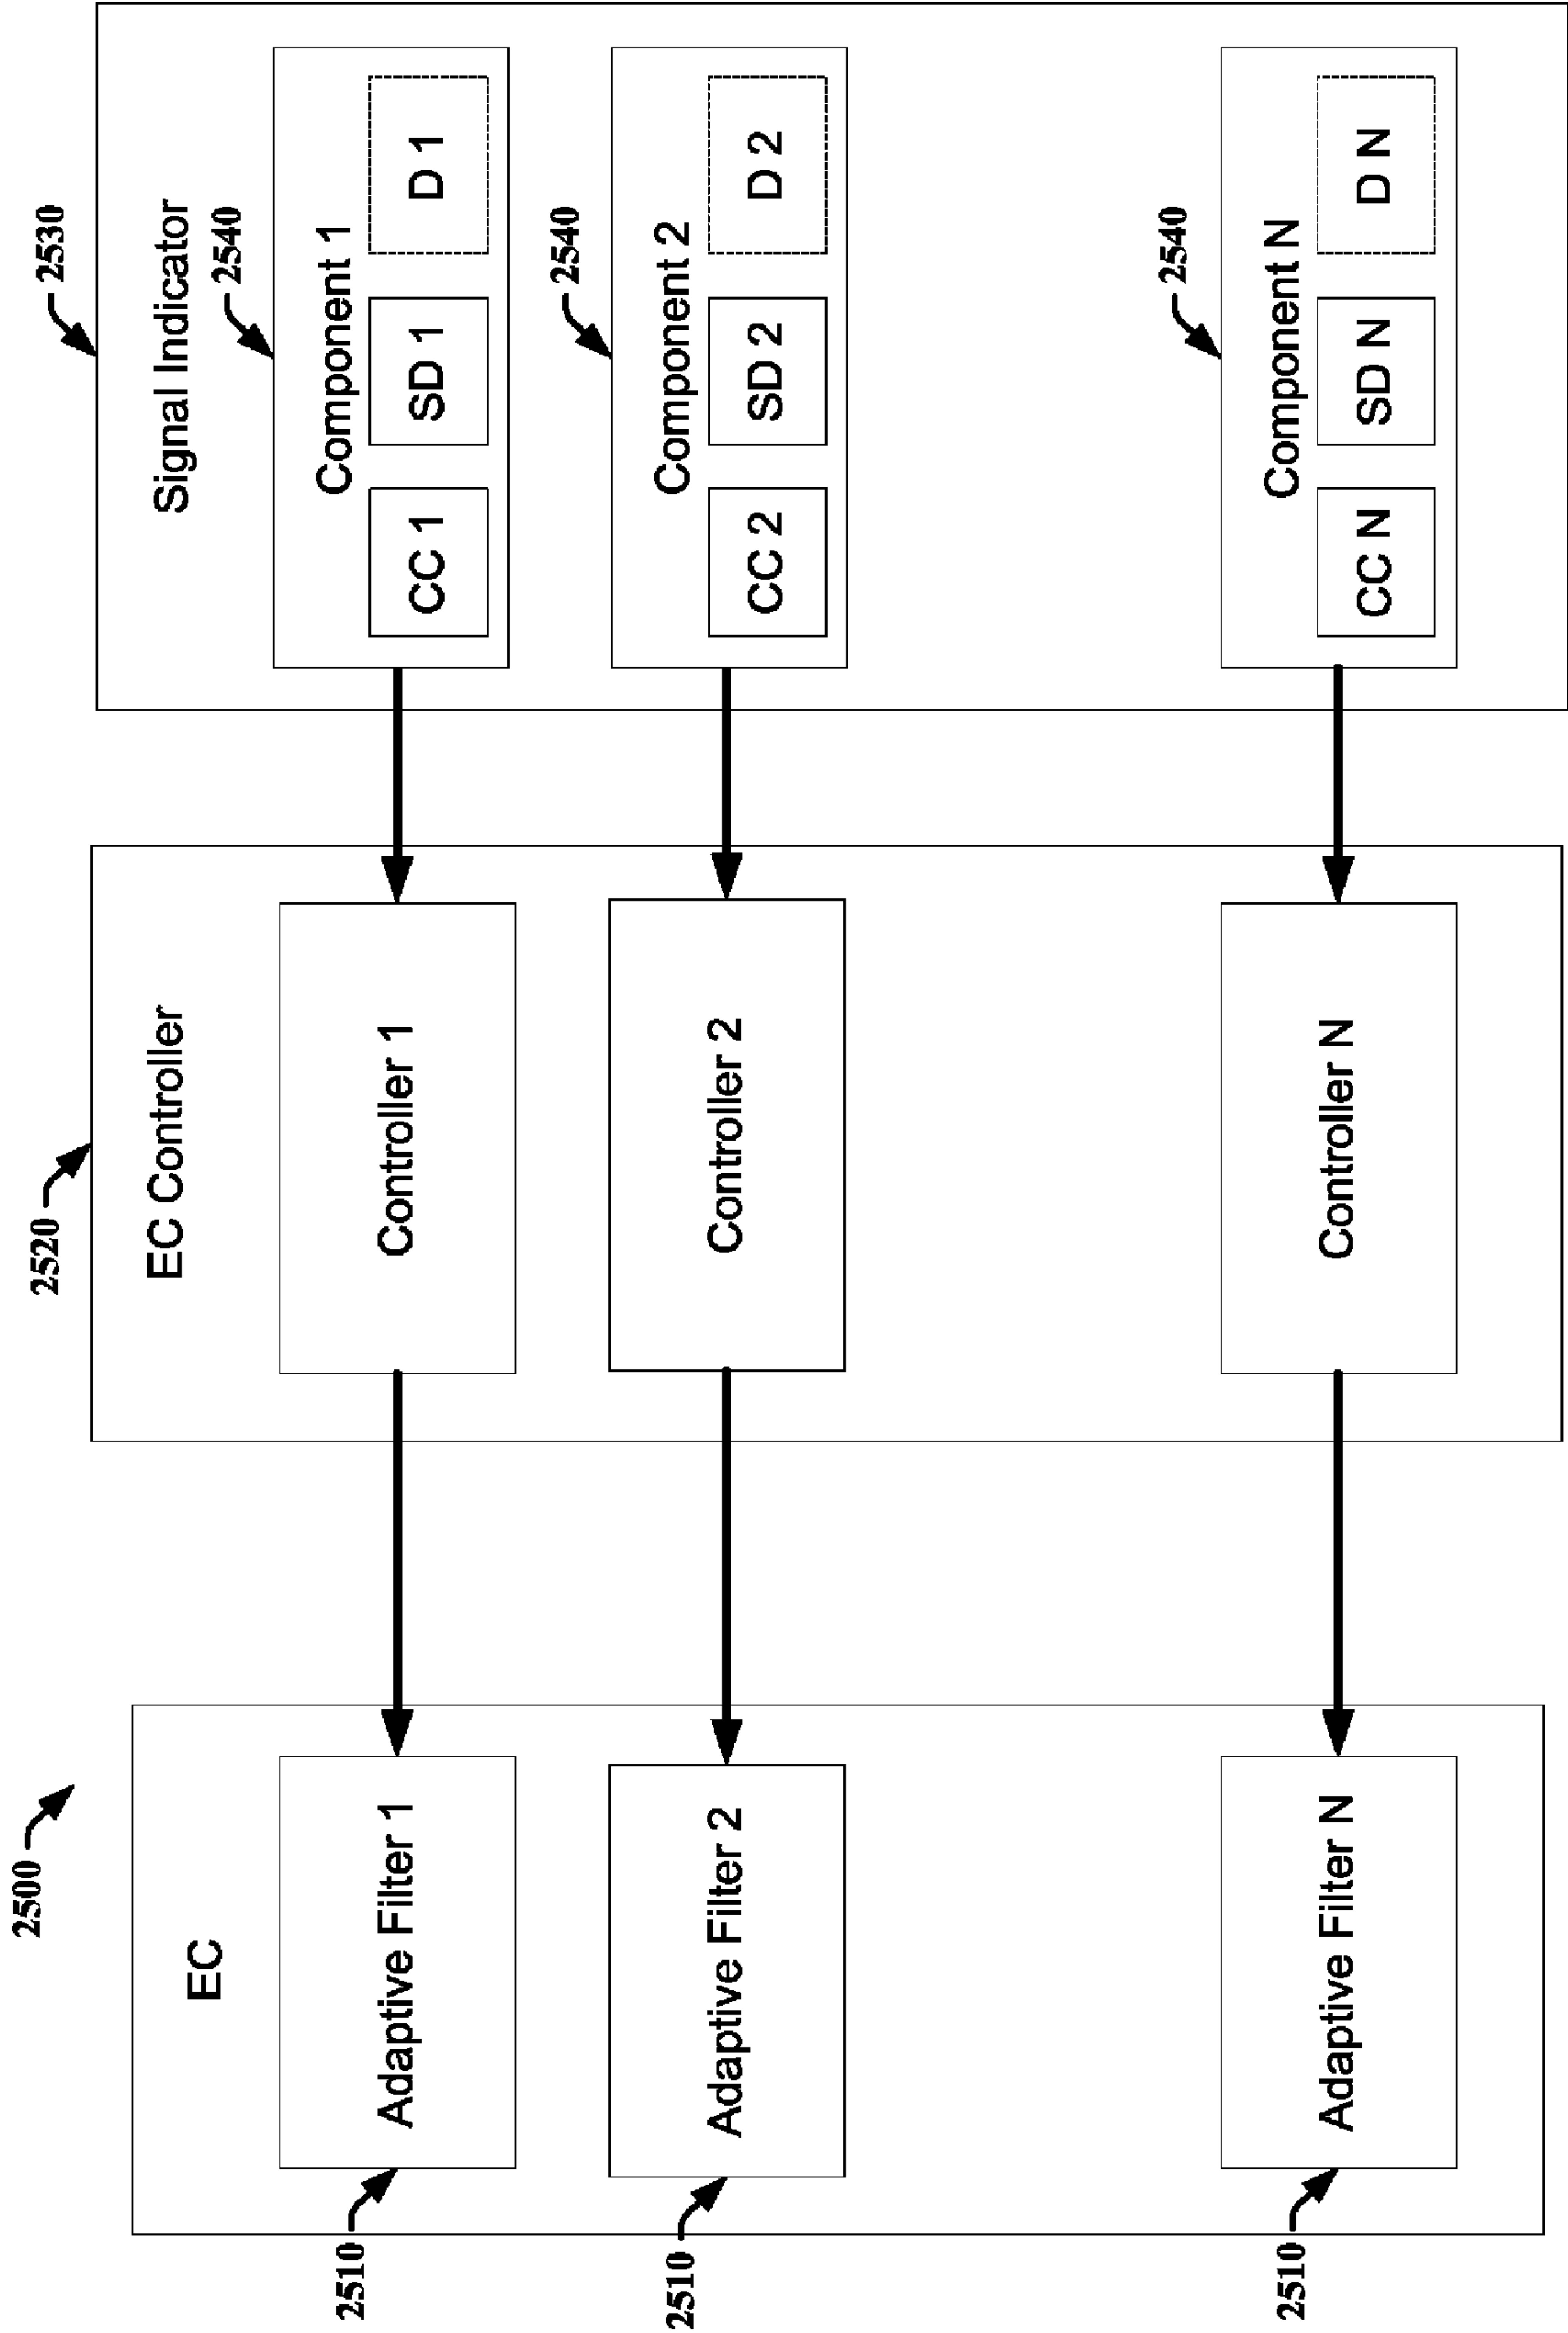 2500
EC
2510
Adaptive Filter 1
2510
Adaptive Filter 2
2510
Adaptive Filter N
2520
EC Controller
Controller 1
Controller 2
Controller N
2530
Signal Indicator
2540
Component 1
CC 1
SD 1
D 1
2540
Component 2
CC 2
SD 2
D 2
2540
Component N
CC N
SD N
D N